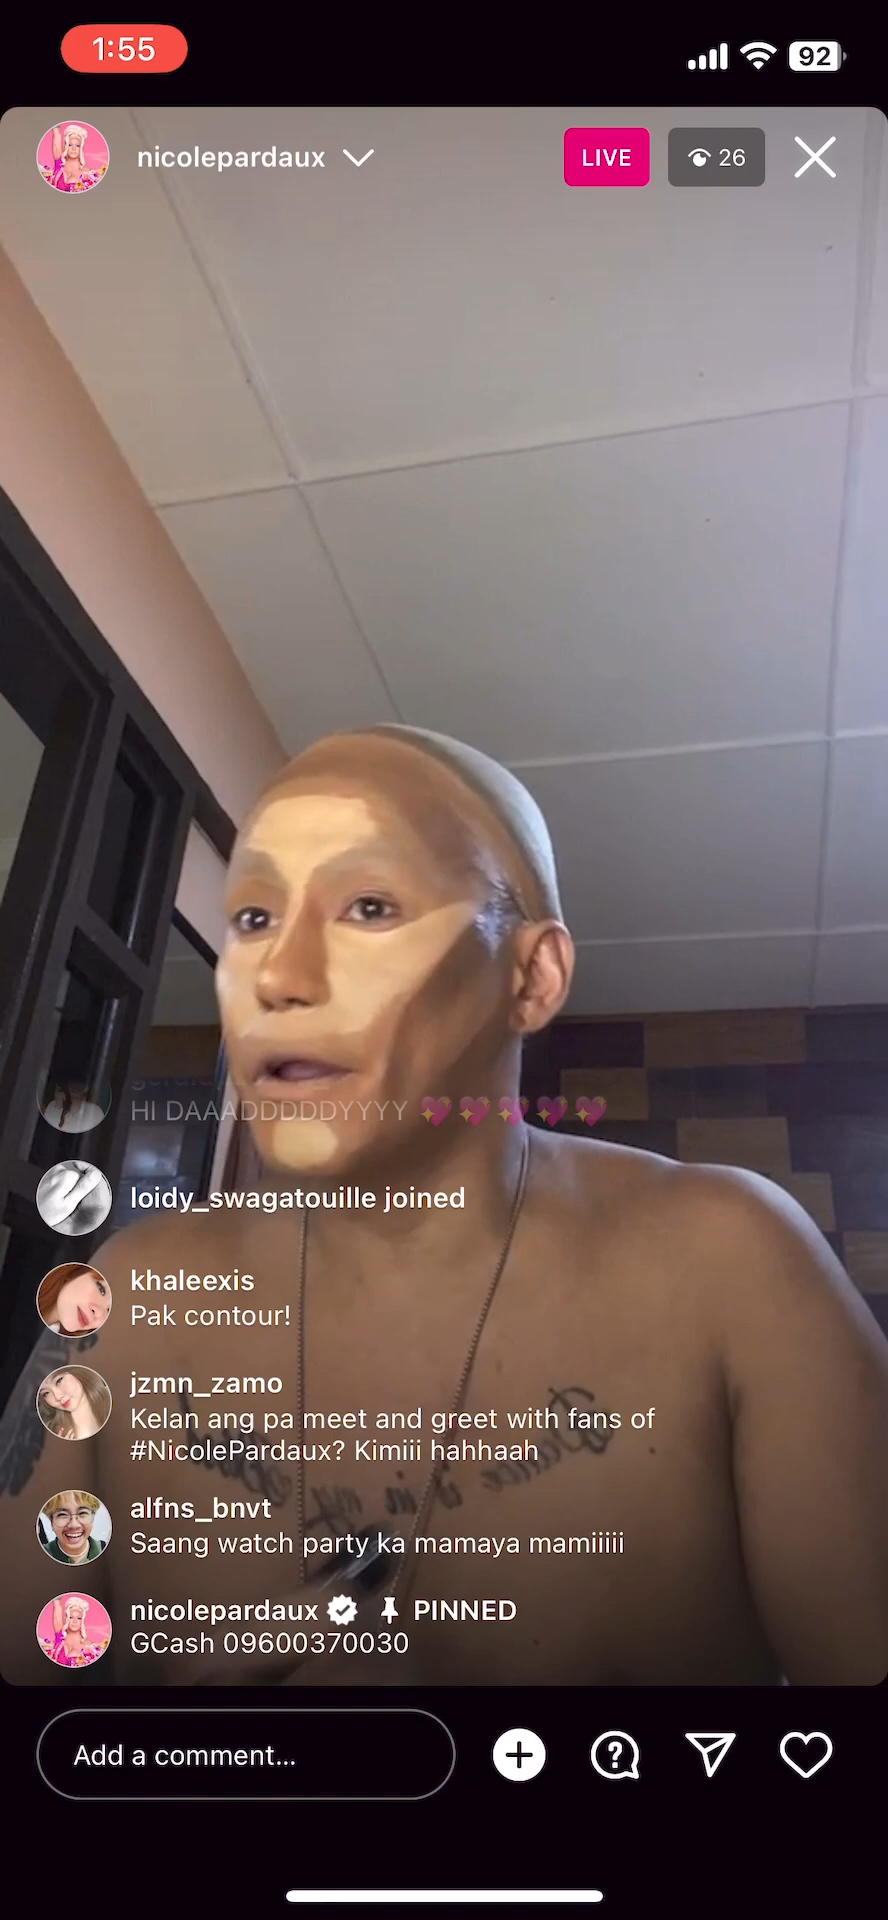 1:55
92
nicolepardaux
LIVE
26
HI DAAADDDDDYYYY 💖💖💖💖💖
loidy_swagatouille joined
khaleexis
Pak contour!
jzmn_zamo
Kelan ang pa meet and greet with fans of
#NicolePardaux? Kimiii hahhaah
alfns_bnvt
Saang watch party ka mamaya mamiiiii
nicolepardaux PINNED
GCash 09600370030
Add a comment...